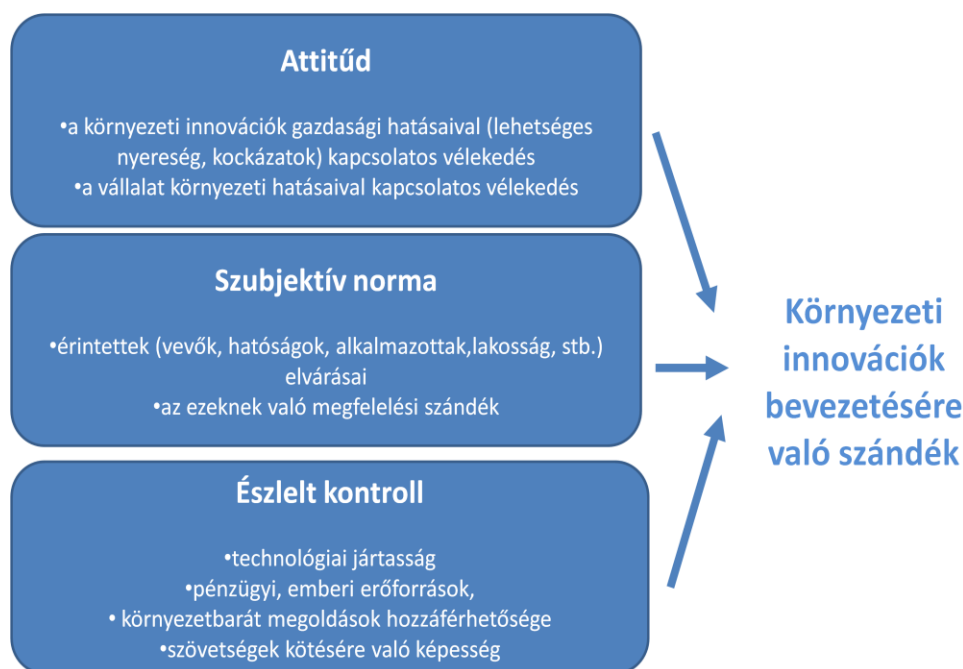 Attitűd
•a környezeti innovációk gazdasági hatásaival (lehetséges
nyereség, kockázatok) kapcsolatos vélekedés
•a vállalat környezeti hatásaival kapcsolatos vélekedés
Szubjektív norma
•érintettek (vevők, hatóságok, alkalmazottak,lakosság, stb.)
elvárásai
•az ezeknek való megfelelési szándék
Észlelt kontroll
•technológiai jártasság
•pénzügyi, emberi erőforrások,
• környezetbarát megoldások hozzáférhetősége
•szövetségek kötésére való képesség
Környezeti
innovációk
bevezetésére
való szándék